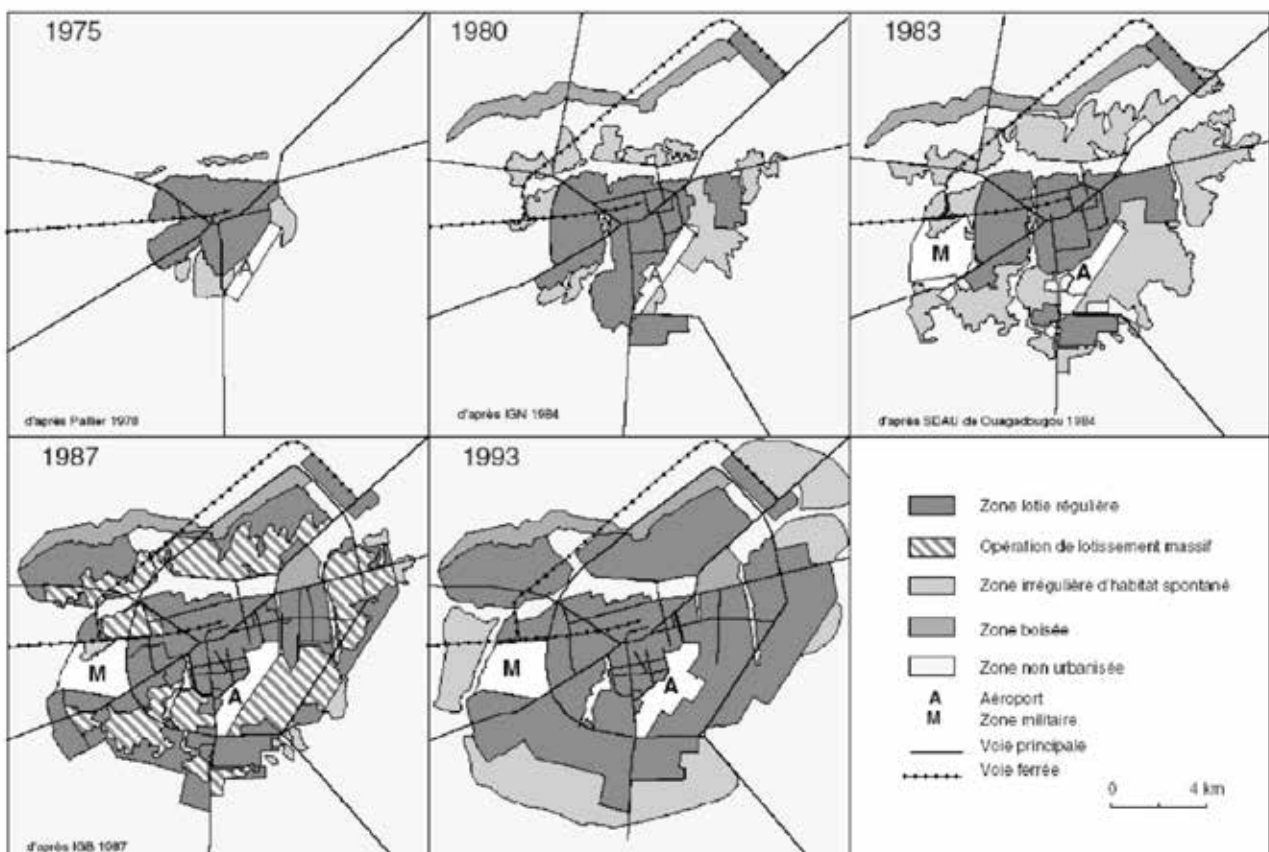 1975
1980
1983
A
A
M
A
d'après Pallier 1978
d'après IGN 1984
d'après SDAU de Ouagadougou 1984
1987
1993
M
A
M
A
d'après IGB 1987
Zone lotie régulière
Opération de lotissement massif
Zone irrégulière d'habitat spontané
Zone boisée
Zone non urbanisée
A Aéroport
M Zone militaire
Voie principale
Voie ferrée
0 4 km